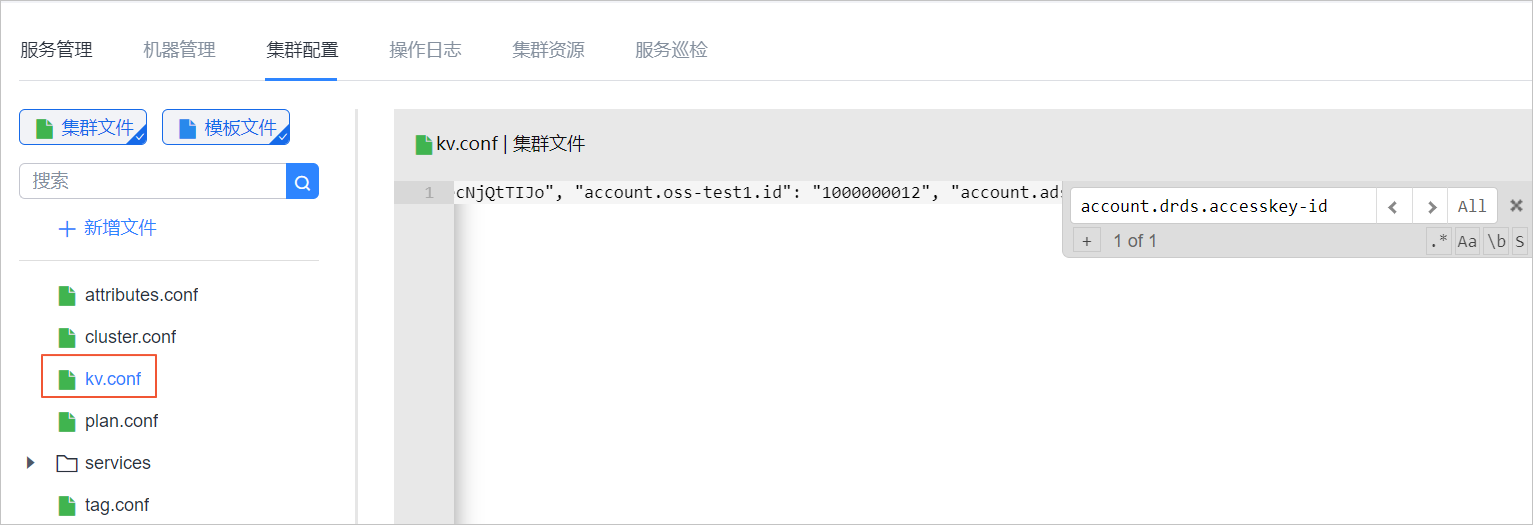 服务管理 机器管理 集群配置 操作日志 集群资源 服务巡检
集群文件 模板文件
搜索
新增文件
attributes.conf
cluster.conf
kv.conf
plan.conf
services
tag.conf
kv.conf | 集群文件
1 cNjQtTIJo", "account.oss-test1.id": "1000000012", "account.ads
account.drds.accesskey-id All
+ 1 of 1 .* Aa \b S